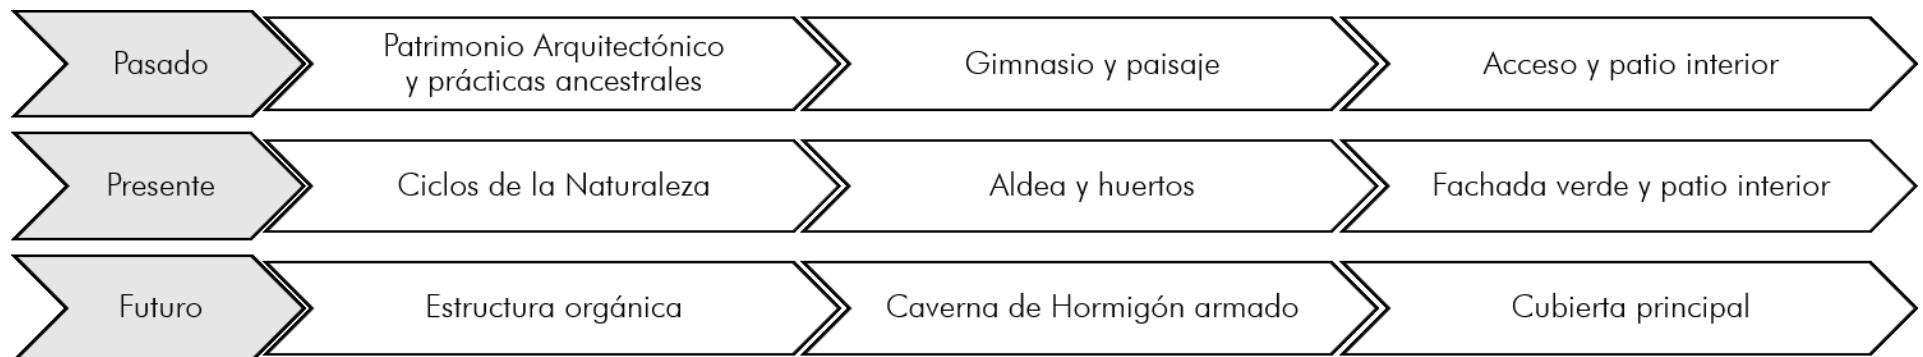 Pasado
Patrimonio Arquitectónico
y prácticas ancestrales
Gimnasio y paisaje
Acceso y patio interior
Presente
Ciclos de la Naturaleza
Aldea y huertos
Fachada verde y patio interior
Futuro
Estructura orgánica
Caverna de Hormigón armado
Cubierta principal